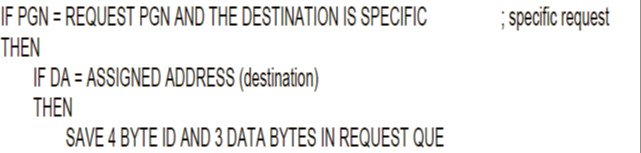 IF PGN = REQUEST PGN AND THE DESTINATION IS SPECIFIC ; specific request
THEN
IF DA = ASSIGNED ADDRESS (destination)
THEN
SAVE 4 BYTE ID AND 3 DATA BYTES IN REQUEST QUE